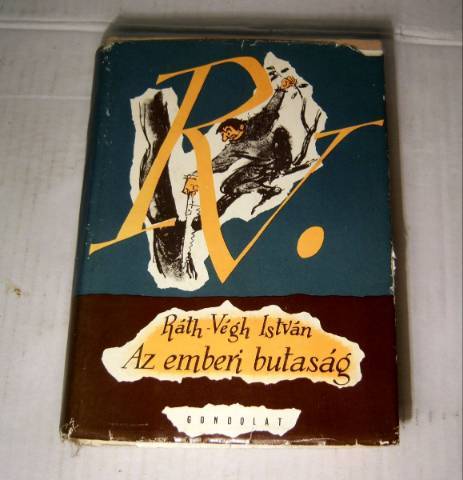 R.V.
Ráth-Végh István
Az emberi butaság
GONDOLAT